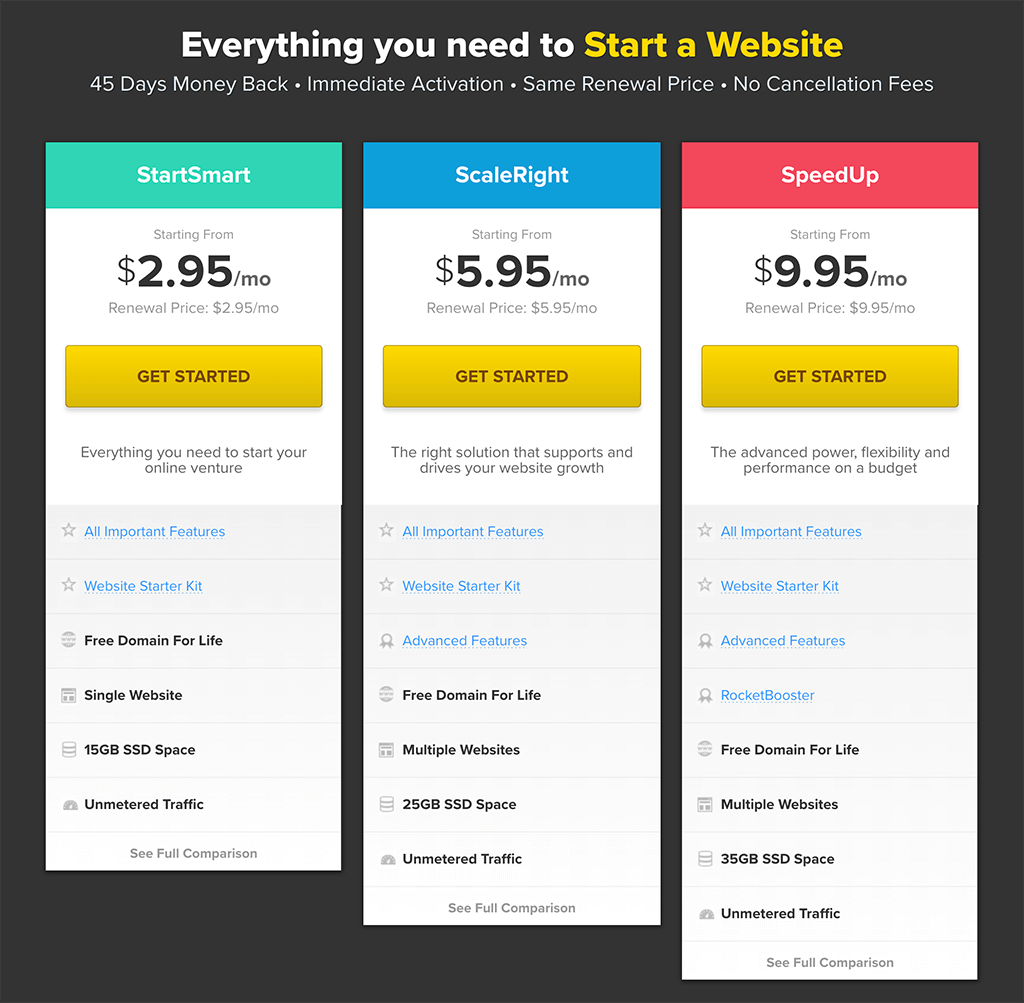 Everything you need to Start a Website
45 Days Money Back • Immediate Activation • Same Renewal Price • No Cancellation Fees
StartSmart
Starting From
$2.95/mo
Renewal Price: $2.95/mo
GET STARTED
Everything you need to start your
online venture
All Important Features
Website Starter Kit
Free Domain For Life
Single Website
15GB SSD Space
Unmetered Traffic
See Full Comparison
ScaleRight
Starting From
$5.95/mo
Renewal Price: $5.95/mo
GET STARTED
The right solution that supports and
drives your website growth
All Important Features
Website Starter Kit
Advanced Features
Free Domain For Life
Multiple Websites
25GB SSD Space
Unmetered Traffic
See Full Comparison
SpeedUp
Starting From
$9.95/mo
Renewal Price: $9.95/mo
GET STARTED
The advanced power, flexibility and
performance on a budget
All Important Features
Website Starter Kit
Advanced Features
RocketBooster
Free Domain For Life
Multiple Websites
35GB SSD Space
Unmetered Traffic
See Full Comparison